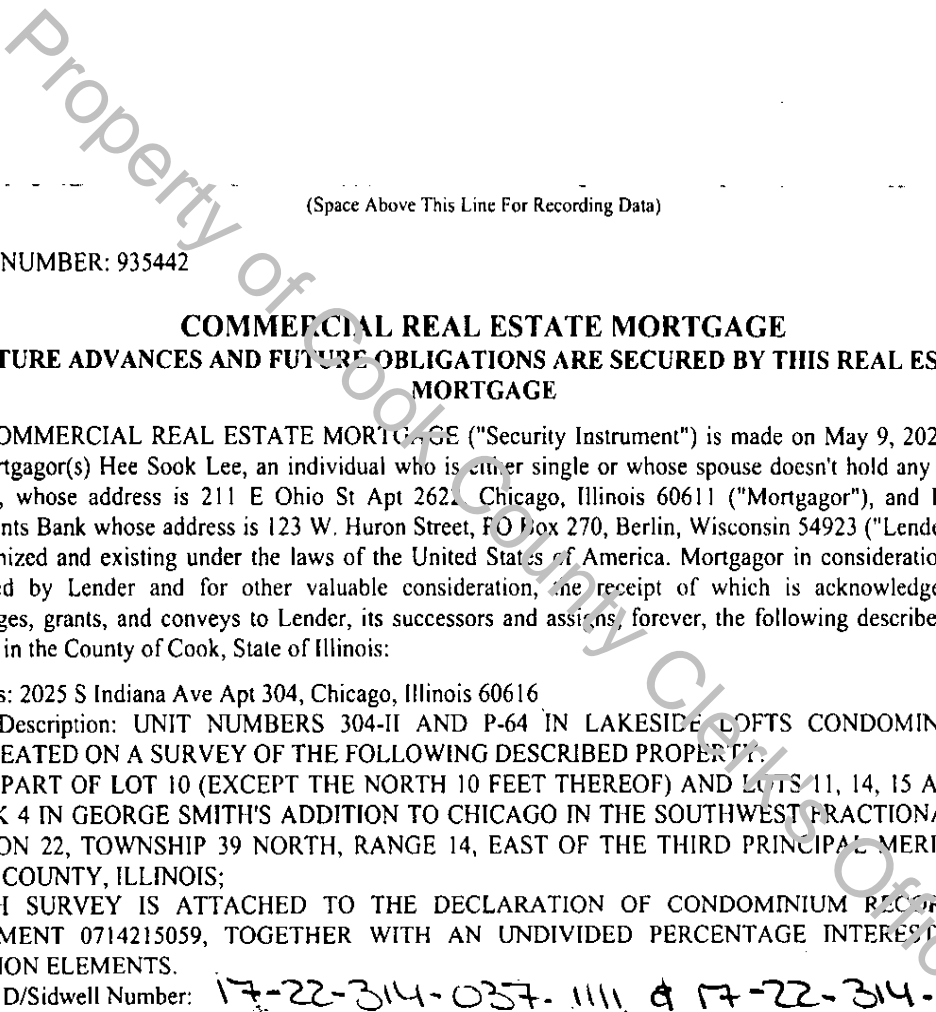 Property of Cook County Clerk's Offic
(Space Above This Line For Recording Data)
NUMBER: 935442
COMMERCIAL REAL ESTATE MORTGAGE
TURE ADVANCES AND FUTURE OBLIGATIONS ARE SECURED BY THIS REAL ES
MORTGAGE
OMMERCIAL REAL ESTATE MORTGAGE ("Security Instrument") is made on May 9, 202
rtgagor(s) Hee Sook Lee, an individual who is either single or whose spouse doesn't hold any
, whose address is 211 E Ohio St Apt 262 Chicago, Illinois 60611 ("Mortgagor"), and
nts Bank whose address is 123 W. Huron Street, PO Box 270, Berlin, Wisconsin 54923 ("Lende
nized and existing under the laws of the United States of America. Mortgagor in consideratio
ed by Lender and for other valuable consideration, the receipt of which is acknowledge
ges, grants, and conveys to Lender, its successors and assigns, forever, the following describe
in the County of Cook, State of Illinois:
s: 2025 S Indiana Ave Apt 304, Chicago, Illinois 60616
Description: UNIT NUMBERS 304-II AND P-64 IN LAKESIDE LOFTS CONDOMIN
EATED ON A SURVEY OF THE FOLLOWING DESCRIBED PROPERTY:
PART OF LOT 10 (EXCEPT THE NORTH 10 FEET THEREOF) AND LOTS 11, 14, 15 A
K 4 IN GEORGE SMITH'S ADDITION TO CHICAGO IN THE SOUTHWEST FRACTIONA
ON 22, TOWNSHIP 39 NORTH, RANGE 14, EAST OF THE THIRD PRINCIPAL MERI
COUNTY, ILLINOIS;
H SURVEY IS ATTACHED TO THE DECLARATION OF CONDOMINIUM RECOR
MENT 0714215059, TOGETHER WITH AN UNDIVIDED PERCENTAGE INTEREST
ION ELEMENTS.
D/Sidwell Number: 17-22-314-037-1111 & 17-22-314-